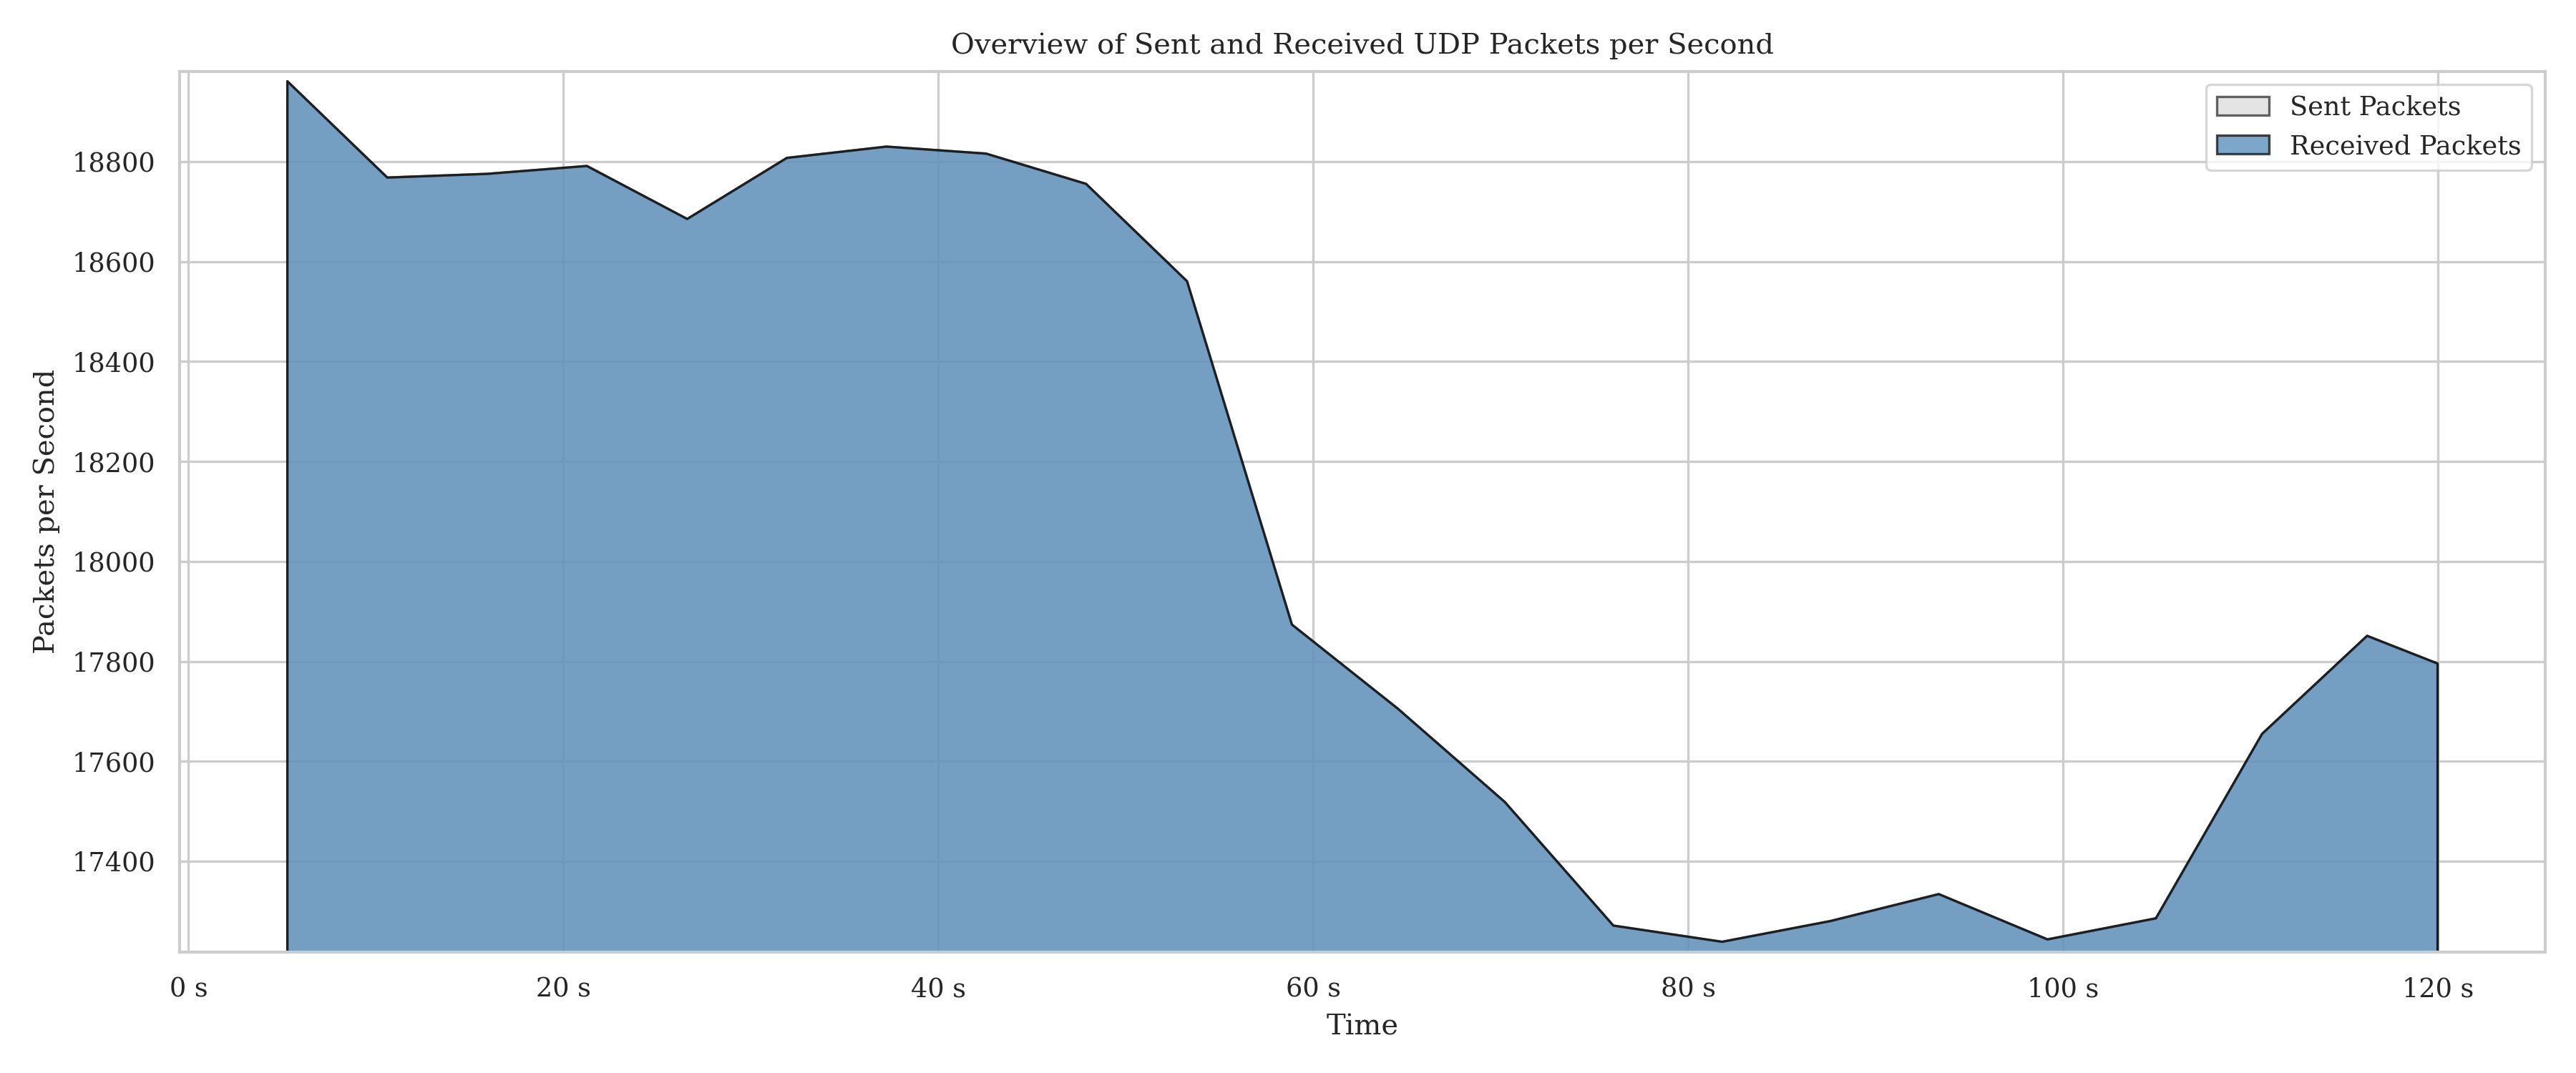 Overview of Sent and Received UDP Packets per Second
Sent Packets
Received Packets
Packets per Second
18800
18600
18400
18200
18000
17800
17600
17400
0 s
20 s
40 s
60 s
80 s
100 s
120 s
Time